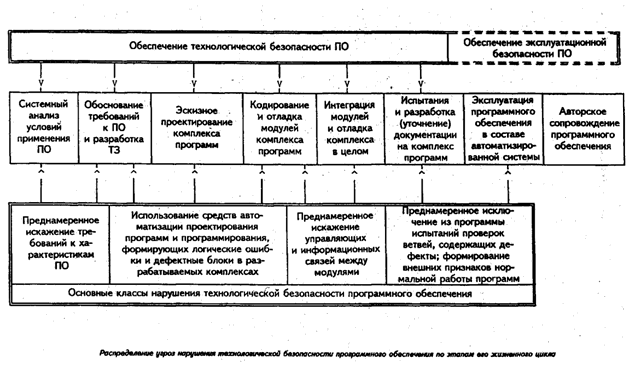 Обеспечение технологической безопасности ПО
Обеспечение эксплуатационной
безопасности ПО
Системный
анализ
условий
применения
ПО
Обоснование
требований
к ПО
и разработка
ТЗ
Эскизное
проектирование
комплекса
программ
Кодирование
и отладка
модулей
комплекса
программ
Интеграция
модулей
и отладка
комплекса
в целом
Испытания
и разработка
(уточнение)
документации
на комплекс
программ
Эксплуатация
программного
обеспечения
в составе
автоматизиро-
ванной системы
Авторское
сопровождение
программного
обеспечения
Преднамеренное
искажение тре-
бований к ха-
рактеристикам
ПО
Использование средств авто-
матизации проектирования
программ и программирования,
формирующих логические ошиб-
ки и дефектные блоки в раз-
рабатываемых комплексах
Преднамеренное
искажение
управляющих
и информационных
связей между
модулями
Преднамеренное исклю-
чение из программы
испытаний проверок
ветвей, содержащих де-
фекты; формирование
внешних признаков нор-
мальной работы программ
Основные классы нарушения технологической безопасности программного обеспечения
Распределение угроз нарушения технологической безопасности программного обеспечения по этапам его жизненного цикла